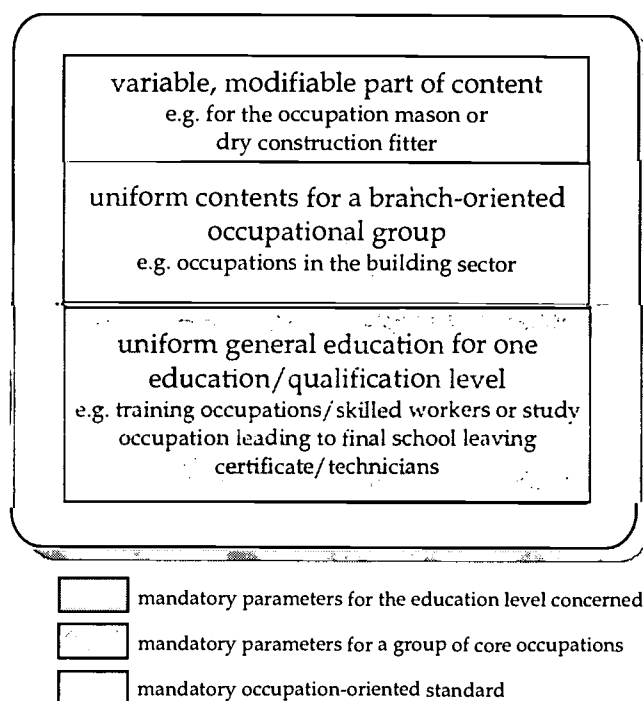 variable, modifiable part of content
e.g. for the occupation mason or
dry construction fitter
uniform contents for a branch-oriented
occupational group
e.g. occupations in the building sector
uniform general education for one
education/qualification level
e.g. training occupations/skilled workers or study
occupation leading to final school leaving
certificate/technicians
mandatory parameters for the education level concerned
mandatory parameters for a group of core occupations
mandatory occupation-oriented standard